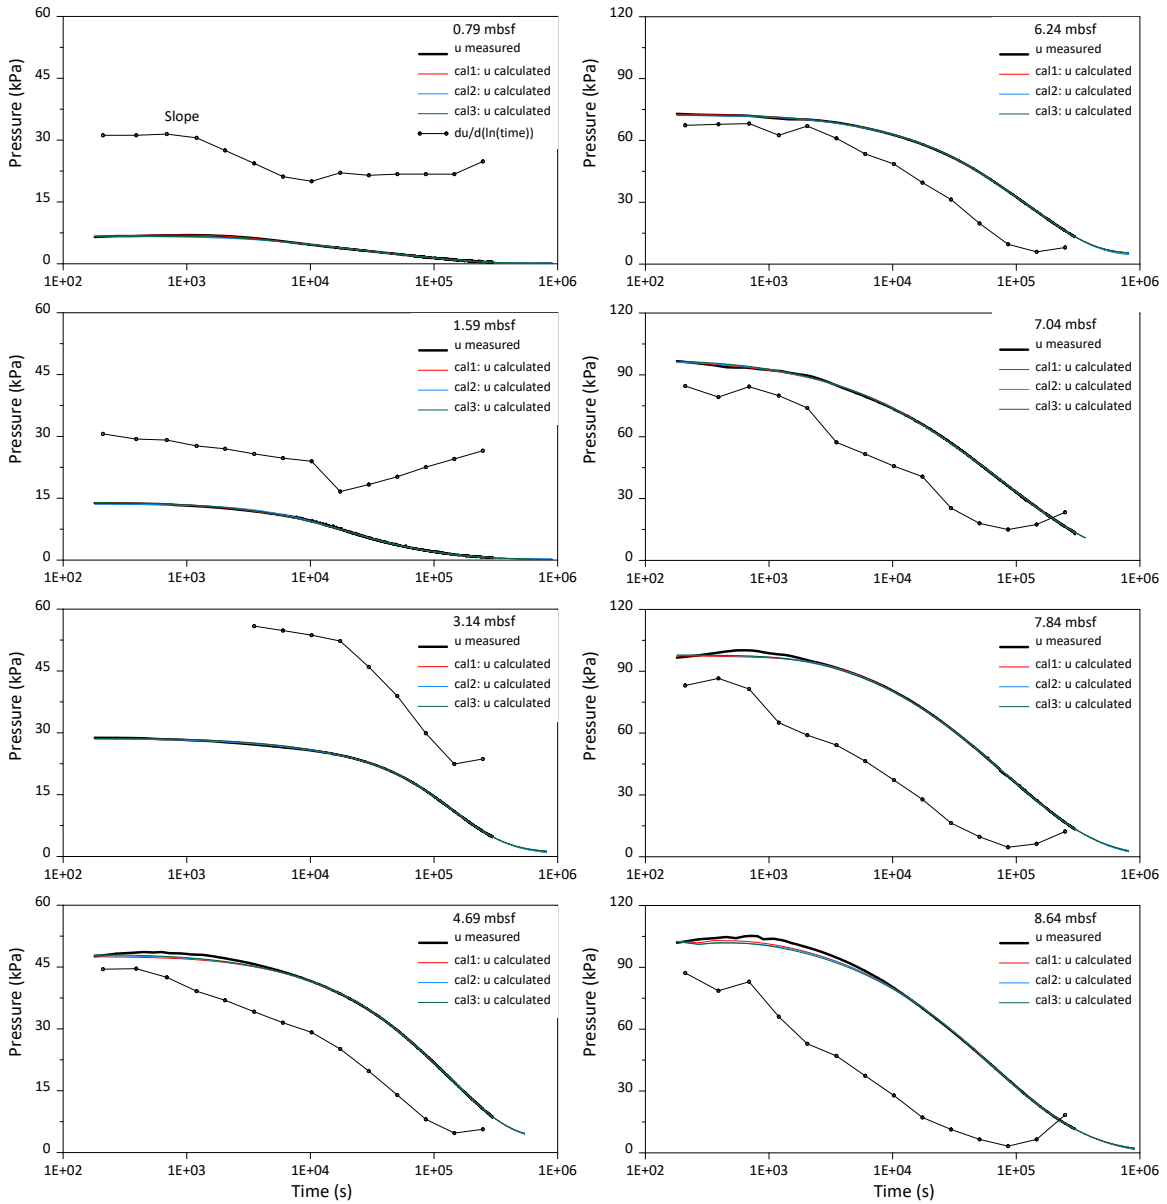 60
45
30
15
0
Pressure (kPa)
0.79 mbsf
u measured
cal1: u calculated
cal2: u calculated
cal3: u calculated
du/d(ln(time))
Slope
1E+02 1E+03 1E+04 1E+05 1E+06
120
90
60
30
0
Pressure (kPa)
6.24 mbsf
u measured
cal1: u calculated
cal2: u calculated
cal3: u calculated
1E+02 1E+03 1E+04 1E+05 1E+06
60
45
30
15
0
Pressure (kPa)
1.59 mbsf
u measured
cal1: u calculated
cal2: u calculated
cal3: u calculated
1E+02 1E+03 1E+04 1E+05 1E+06
120
90
60
30
0
Pressure (kPa)
7.04 mbsf
u measured
cal1: u calculated
cal2: u calculated
cal3: u calculated
1E+02 1E+03 1E+04 1E+05 1E+06
60
45
30
15
0
Pressure (kPa)
3.14 mbsf
u measured
cal1: u calculated
cal2: u calculated
cal3: u calculated
1E+02 1E+03 1E+04 1E+05 1E+06
120
90
60
30
0
Pressure (kPa)
7.84 mbsf
u measured
cal1: u calculated
cal2: u calculated
cal3: u calculated
1E+02 1E+03 1E+04 1E+05 1E+06
60
45
30
15
0
Pressure (kPa)
4.69 mbsf
u measured
cal1: u calculated
cal2: u calculated
cal3: u calculated
1E+02 1E+03 1E+04 1E+05 1E+06
Time (s)
120
90
60
30
0
Pressure (kPa)
8.64 mbsf
u measured
cal1: u calculated
cal2: u calculated
cal3: u calculated
1E+02 1E+03 1E+04 1E+05 1E+06
Time (s)